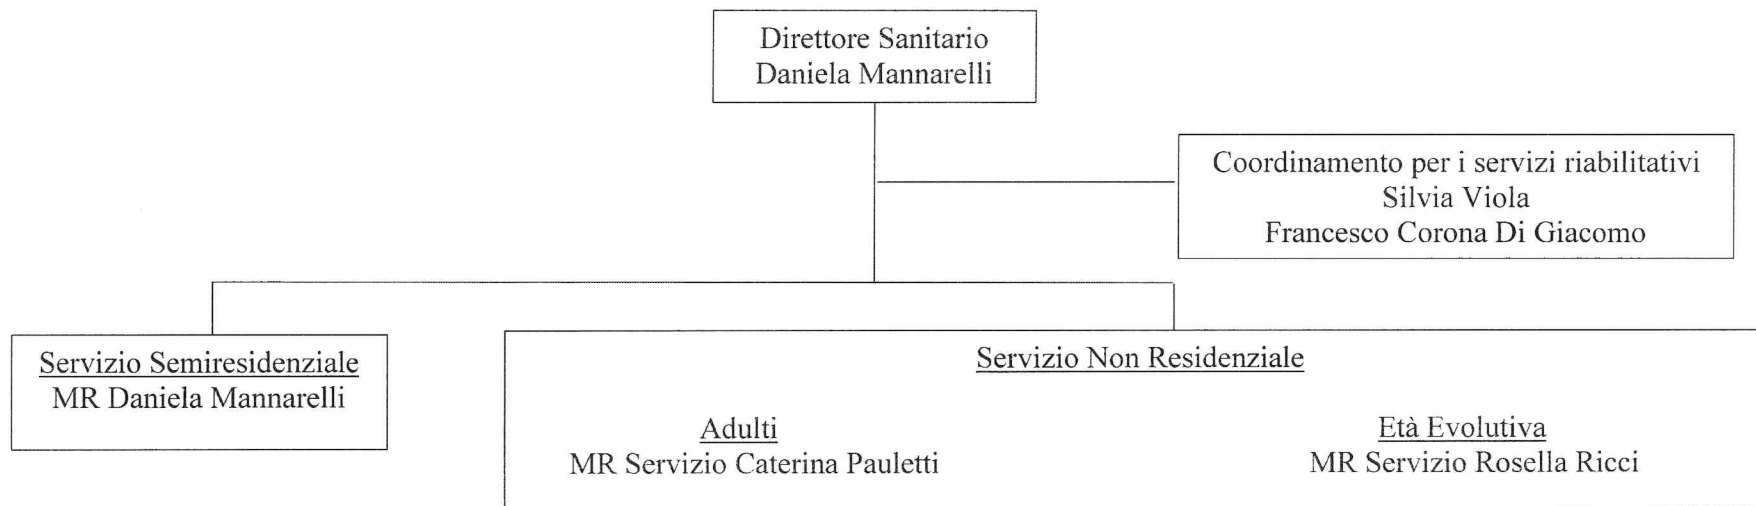 Direttore Sanitario
Daniela Mannarelli
Coordinamento per i servizi riabilitativi
Silvia Viola
Francesco Corona Di Giacomo
Servizio Semiresidenziale
MR Daniela Mannarelli
Servizio Non Residenziale
Adulti
MR Servizio Caterina Pauletti
Età Evolutiva
MR Servizio Rosella Ricci